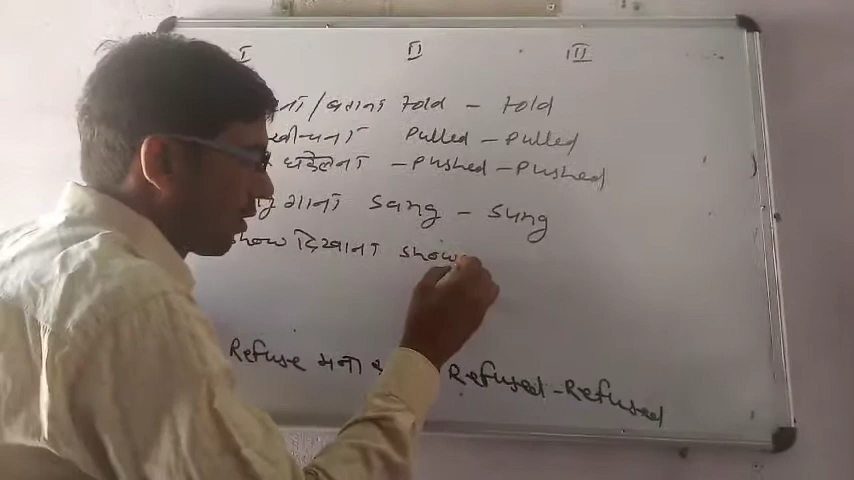 I II III
ना/बताना Told - Told
खींचना Pulled - Pulled
धकेलना - Pushed - Pushed
गाना Sang - Sung
Show दिखाना Show
Refuse मना Refused - Refused